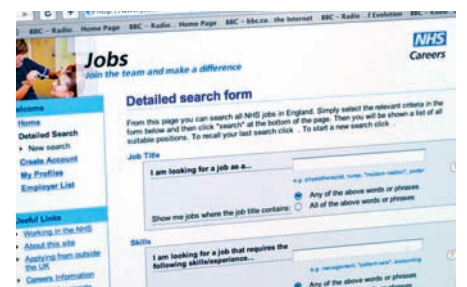 BBC – Radio... Home Page
BBC – Radio... Home Page
BBC – bbc.co...the Internet
BBC – Radio
Jobs
Join the team and make a difference
NHS
Careers
Home
Detailed Search
New search
Create Account
My Profiles
Employer List
Useful Links
Working in the NHS
About this site
Applying from outside
the UK
Careers Information
Detailed search form
From this page you can search all NHS jobs in England. Simply select the relevant criteria in the
form below and then click "search" at the bottom of the page. Then you will be shown a list of all
suitable positions. To recall your last search click . To start a new search click .
Job Title
I am looking for a job as a...
e.g. physiotherapist, nurse, "medical", porter
Show me jobs where the job title contains:
Any of the above words or phrases
All of the above words or phrases
Skills
I am looking for a job that requires the
following skills/experience...
e.g. management, "patient care", accounting
Any of the above words or phrases